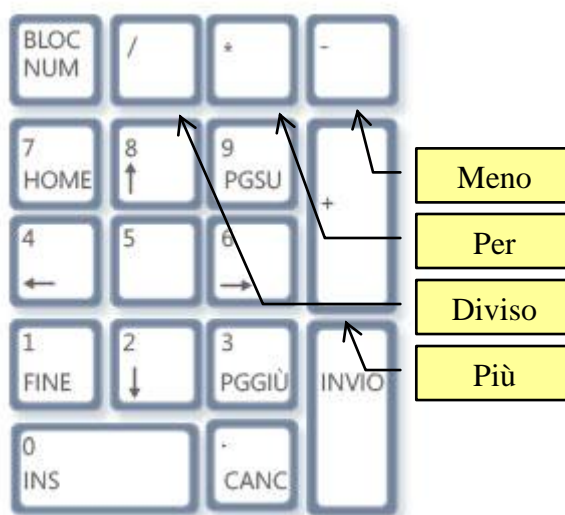 BLOC
NUM
/
*
-
7
HOME
8
↑
9
PGSU
+
4
←
5
6
→
1
FINE
2
↓
3
PGGIÙ
INVIO
0
INS
.
CANC
Meno
Per
Diviso
Più